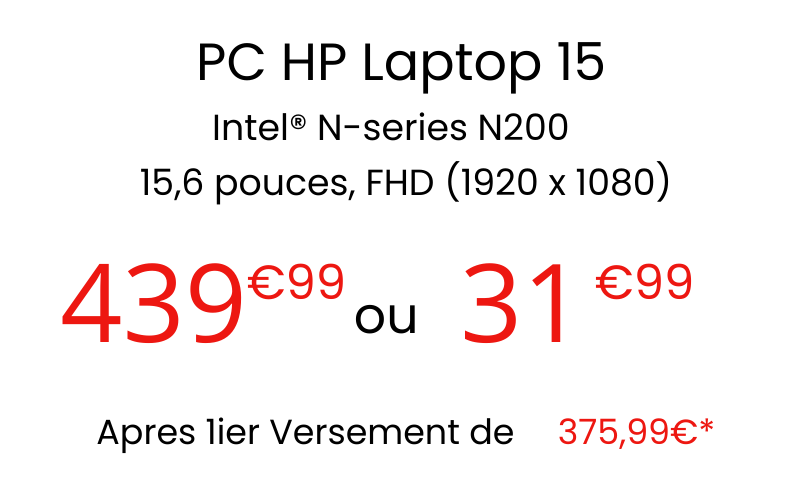 PC HP Laptop 15
Intel® N-series N200
15,6 pouces, FHD (1920 x 1080)
439€99 ou 31€99
Apres 1ier Versement de 375,99€*